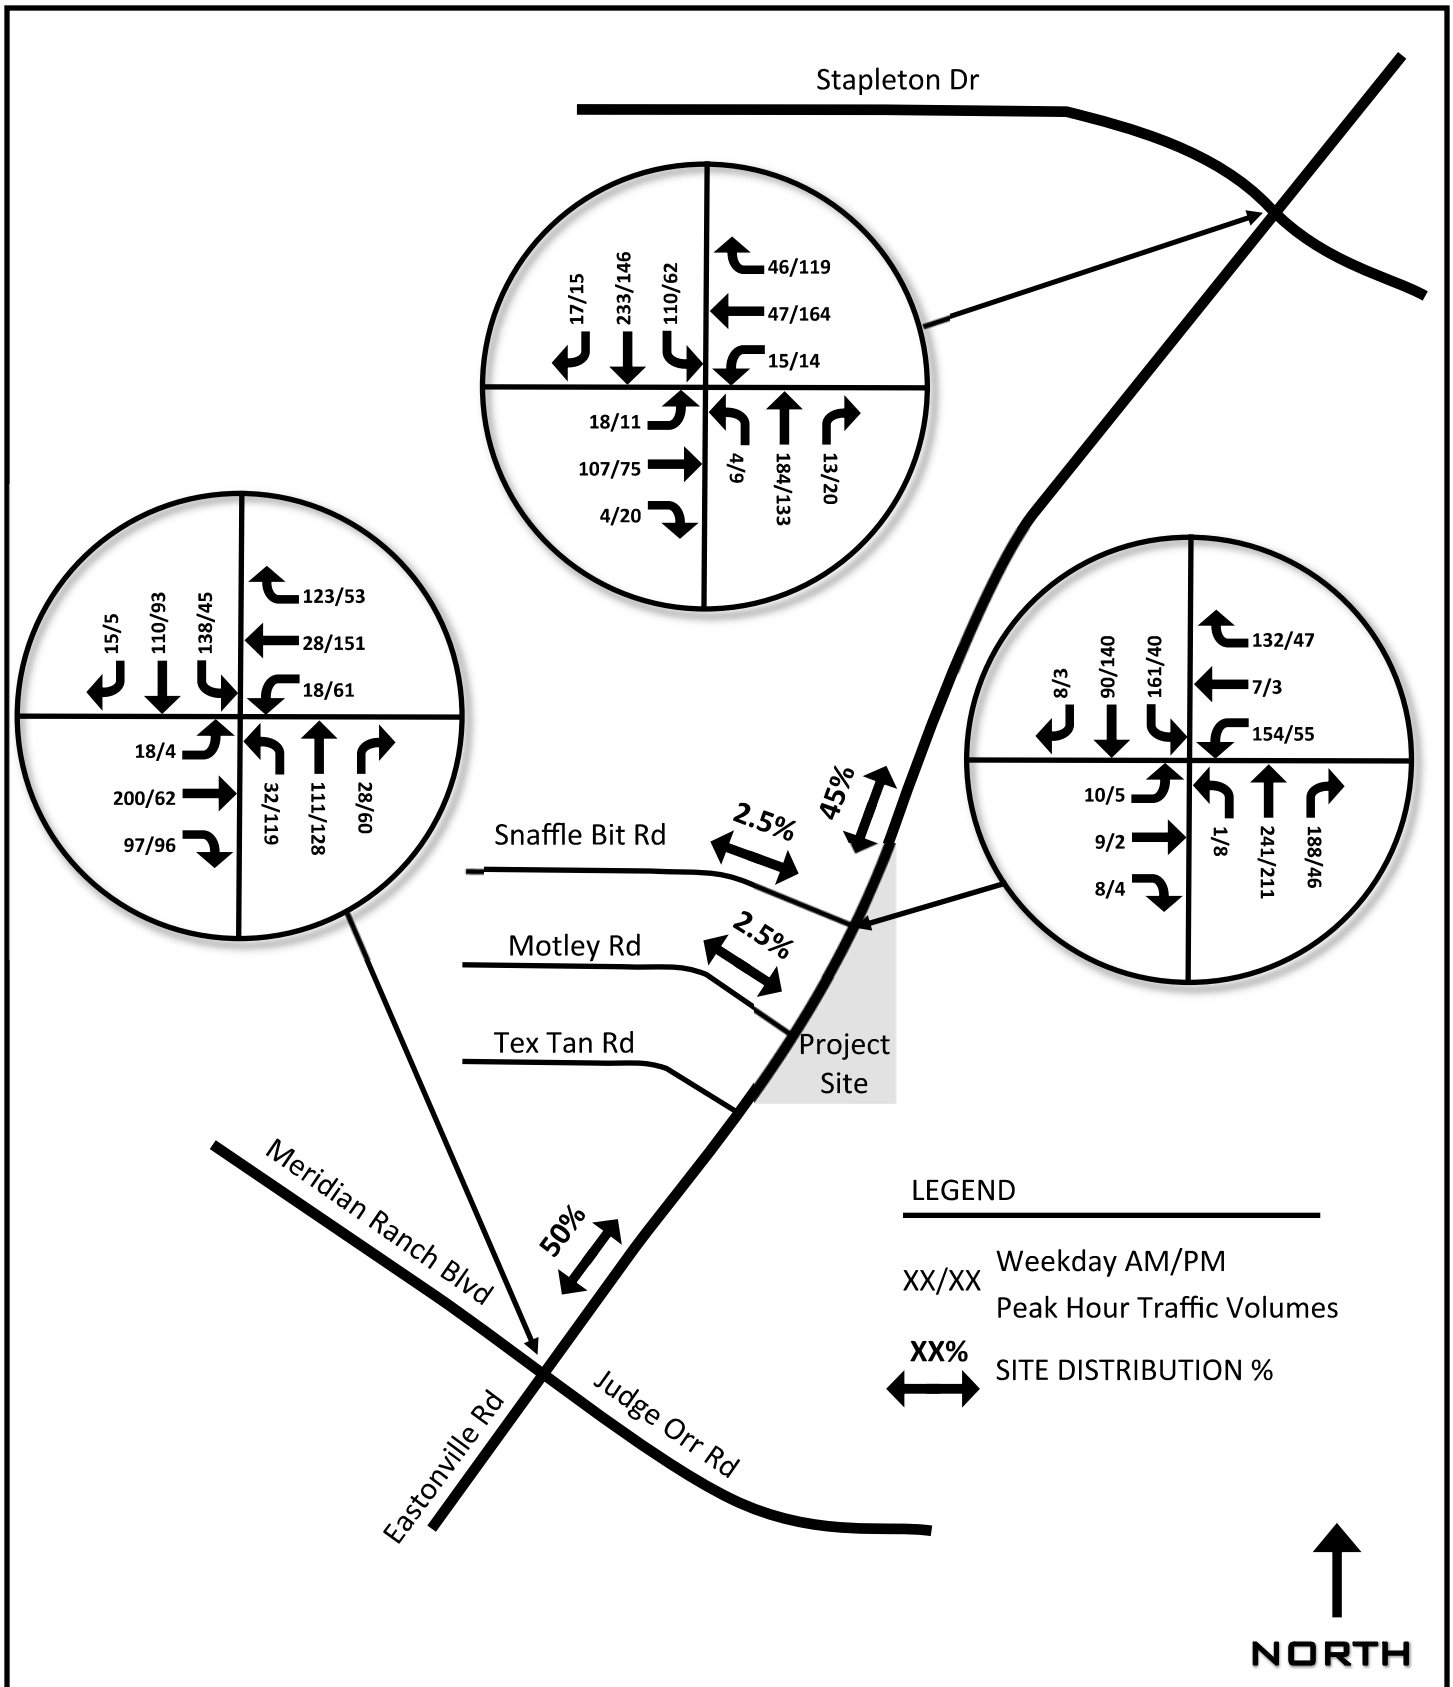 Stapleton Dr
17/15
233/146
110/62
46/119
47/164
15/14
18/11
107/75
4/20
4/9
184/133
13/20
15/5
110/93
138/45
123/53
28/151
18/61
18/4
200/62
97/96
32/119
111/128
28/60
8/3
90/140
161/40
132/47
7/3
154/55
10/5
9/2
8/4
1/8
241/211
188/46
45%
2.5%
Snaffle Bit Rd
2.5%
Motley Rd
Tex Tan Rd
Project
Site
Meridian Ranch Blvd
50%
Judge Orr Rd
Eastonville Rd
LEGEND
XX/XX
Weekday AM/PM
Peak Hour Traffic Volumes
XX%
SITE DISTRIBUTION %
NORTH